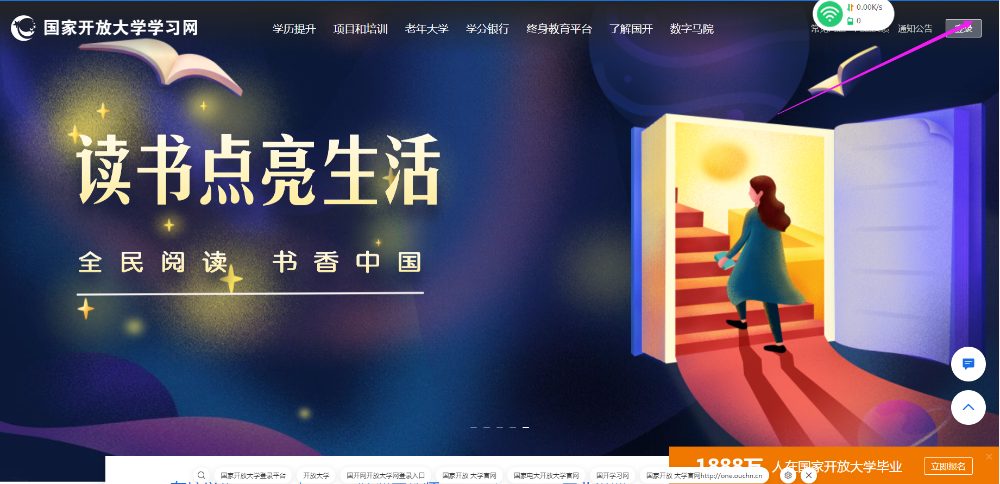 国家开放大学学习网
学历提升 项目和培训 老年大学 学分银行 终身教育平台 了解国开 数字马院
0.00K/s
0
通知公告
登录
读书点亮生活
全民阅读 书香中国
1888万 人在国家开放大学毕业
立即报名
国家开放大学登录平台 开放大学 国开网开放大学网登录入口 国家开放 大学官网 国家电大开放大学官网 国开学习网 国家开放 大学官网http://one.ouchn.cn